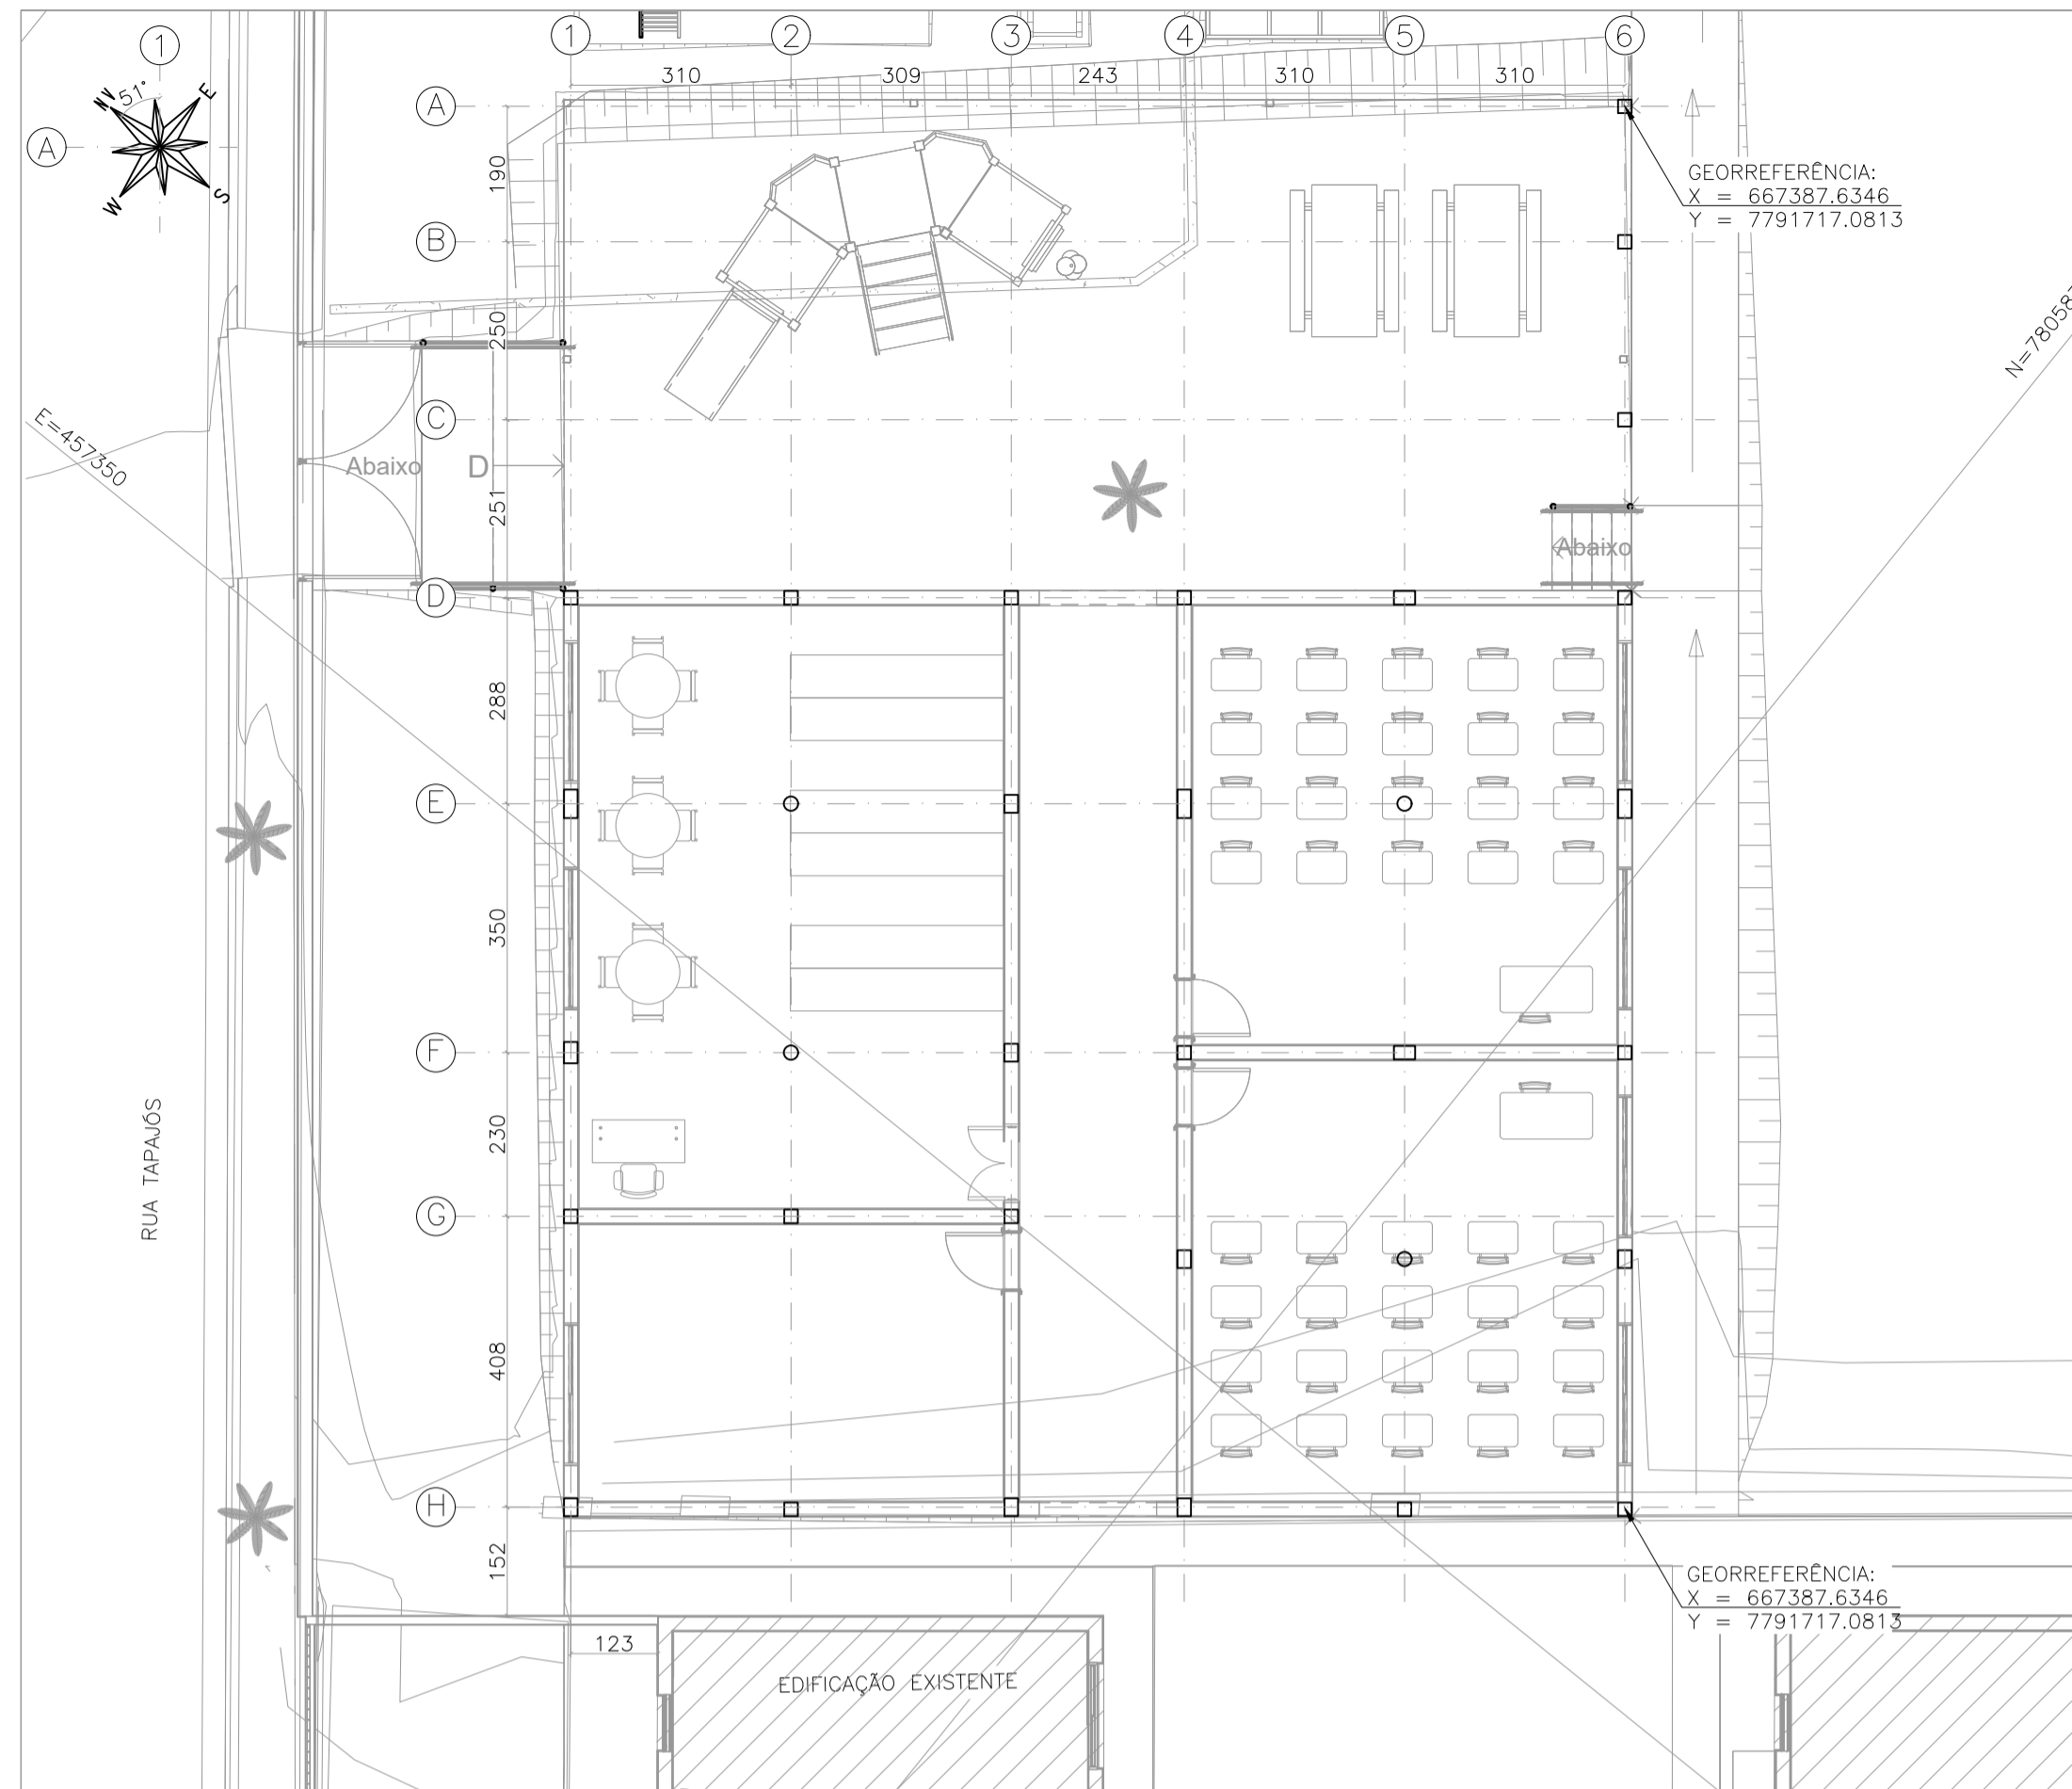 1
1
2
3
4
5
6
310
309
243
310
310
A
A
NV
51°
E
W
S
190
GEORREFERÊNCIA:
X = 667387.6346
Y = 7791717.0813
B
250
C
E=457350
Abaixo
D
251
Abaixo
D
288
E
350
F
230
RUA TAPAJÓS
G
408
H
152
GEORREFERÊNCIA:
X = 667387.6346
Y = 7791717.0813
123
EDIFICAÇÃO EXISTENTE